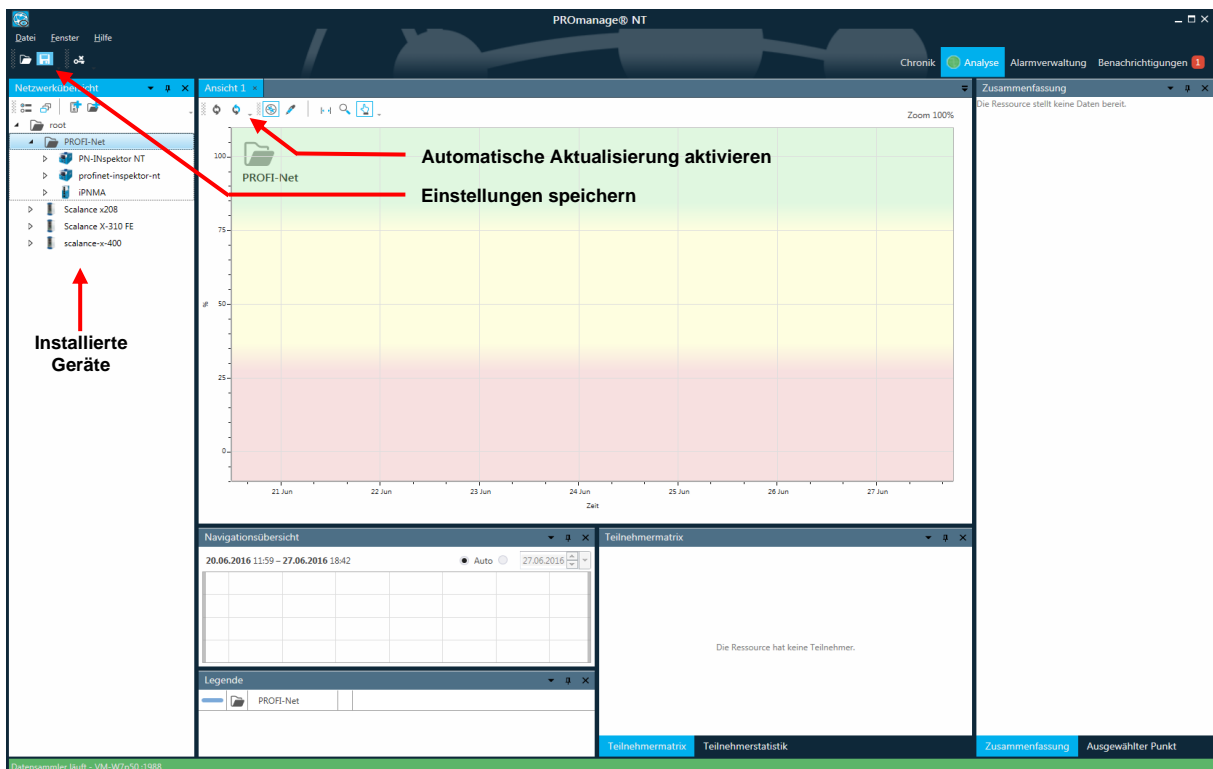 PROmanage® NT
Datei Fenster Hilfe
Chronik Analyse Alarmverwaltung Benachrichtigungen 1
Netzwerkübersicht
root
PROFI-Net
PN-INspektor NT
profinet-inspektor-nt
iPNMA
Scalance x208
Scalance X-310 FE
scalance-x-400
Installierte
Geräte
Ansicht 1
Zoom 100%
PROFI-Net
Automatische Aktualisierung aktivieren
Einstellungen speichern
100
75
50
25
0
%
21 Jun 22 Jun 23 Jun 24 Jun 25 Jun 26 Jun 27 Jun
Zeit
Navigationsübersicht
20.06.2016 11:59 – 27.06.2016 18:42 Auto 27.06.2016
Legende
PROFI-Net
Teilnehmermatrix
Die Ressource hat keine Teilnehmer.
Teilnehmermatrix Teilnehmerstatistik
Zusammenfassung
Die Ressource stellt keine Daten bereit.
Zusammenfassung Ausgewählter Punkt
Datensammler läuft - VM-W7p50 :1988